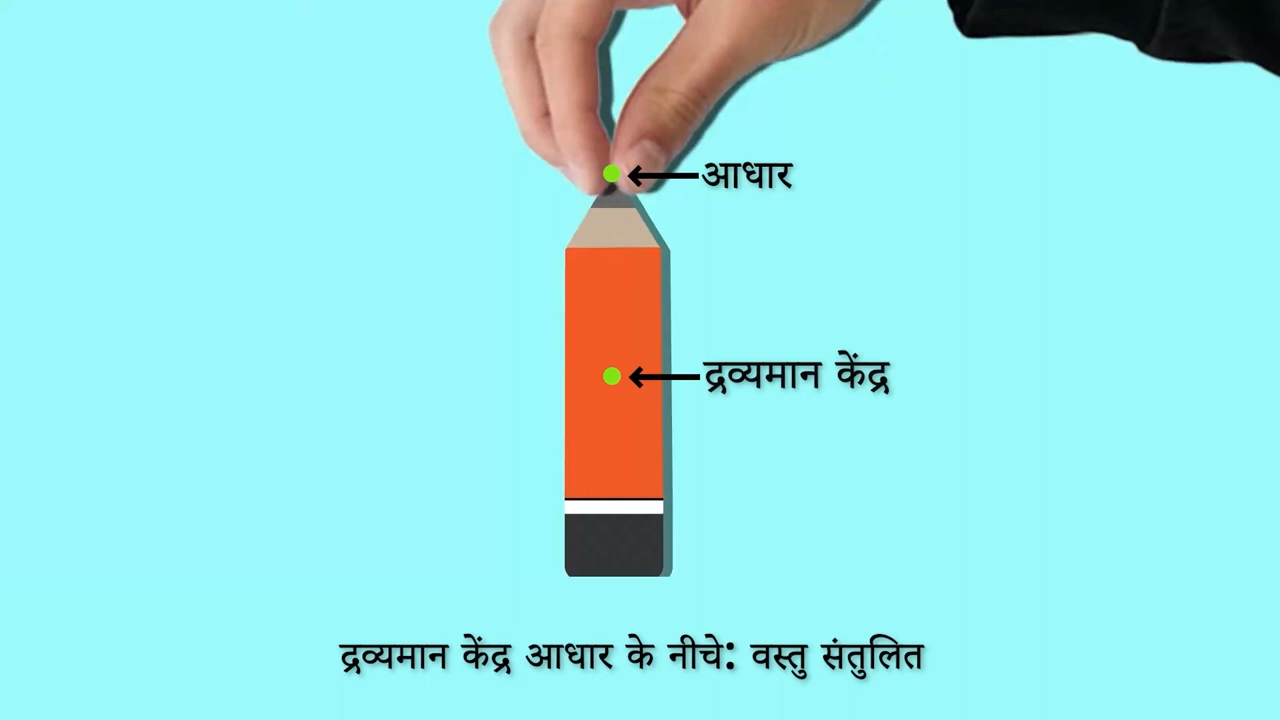 आधार
द्रव्यमान केंद्र
द्रव्यमान केंद्र आधार के नीचे: वस्तु संतुलित